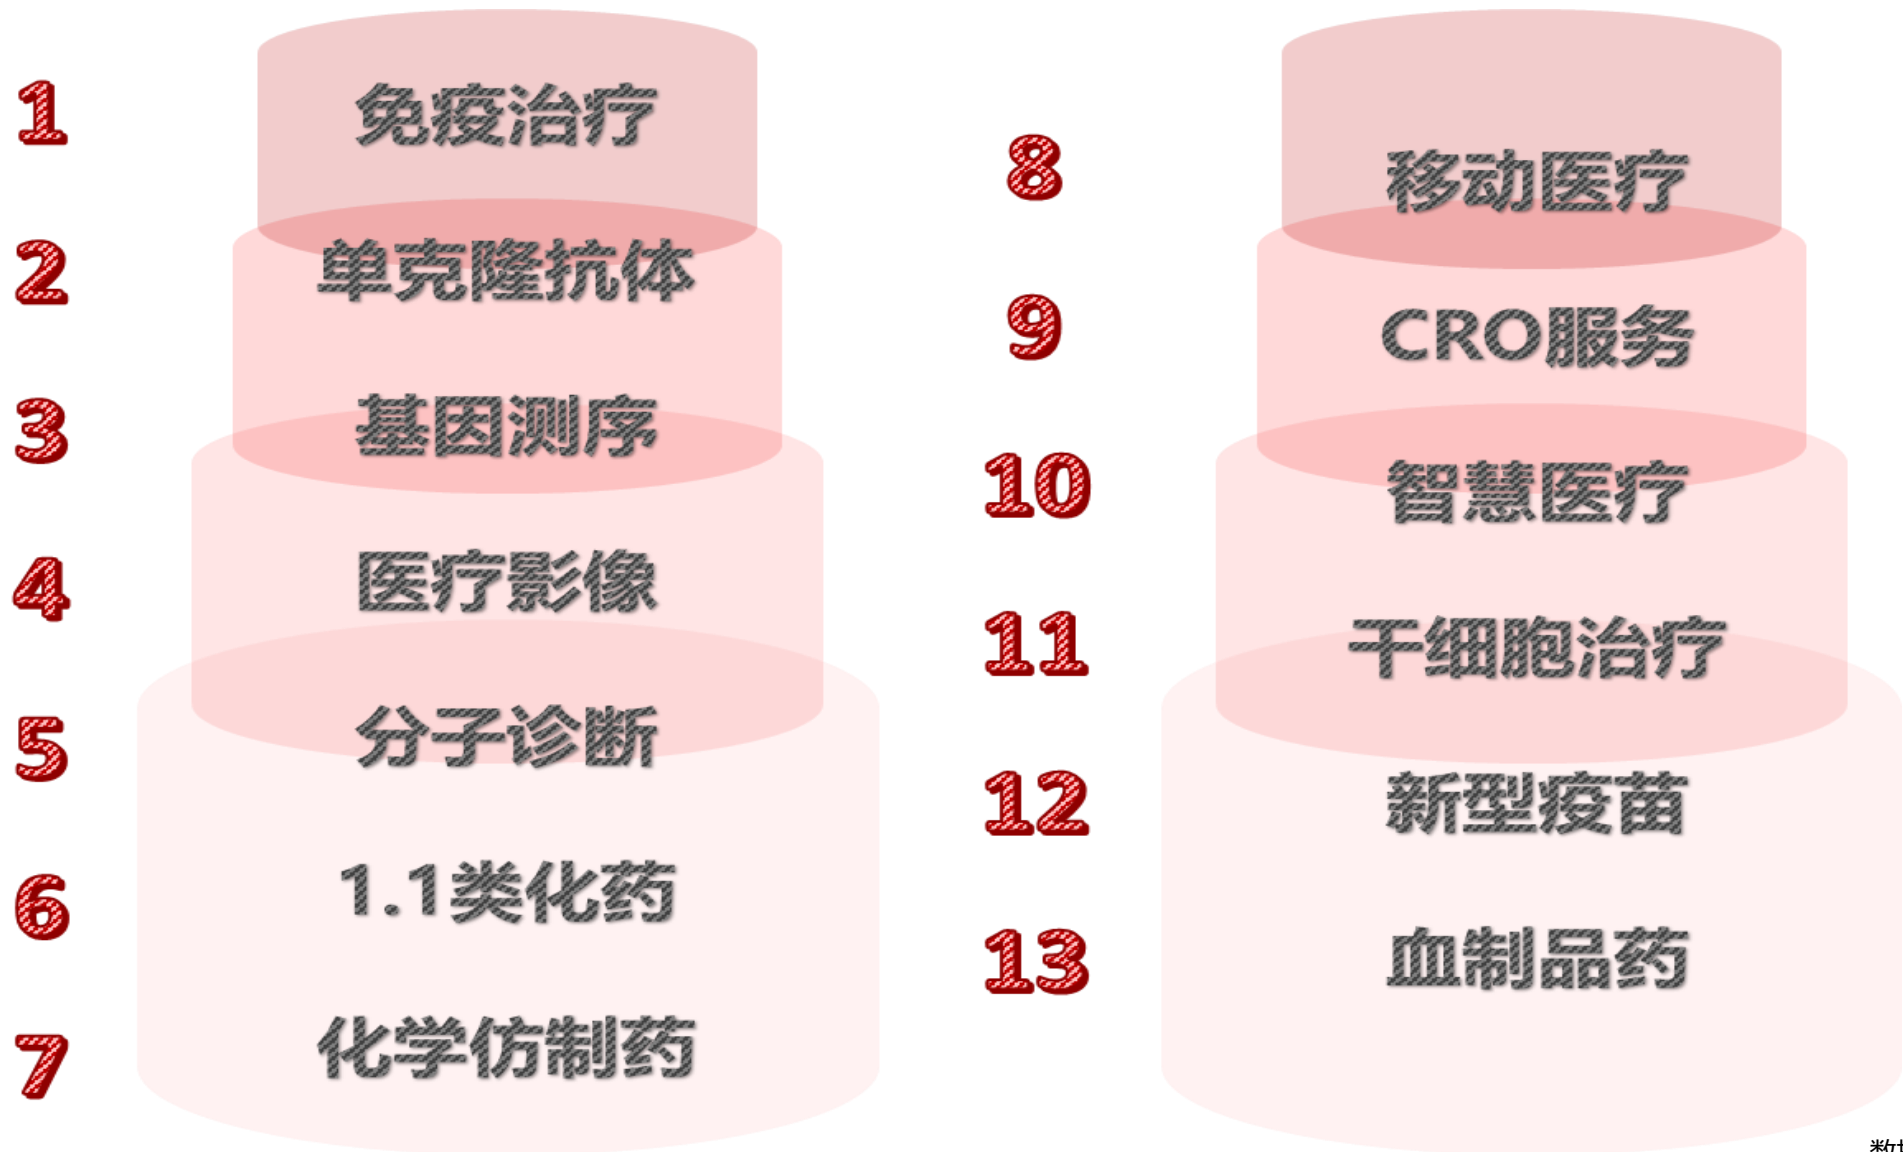 1 免疫治疗
2 单克隆抗体
3 基因测序
4 医疗影像
5 分子诊断
6 1.1类化药
7 化学仿制药
8 移动医疗
9 CRO服务
10 智慧医疗
11 干细胞治疗
12 新型疫苗
13 血制品药